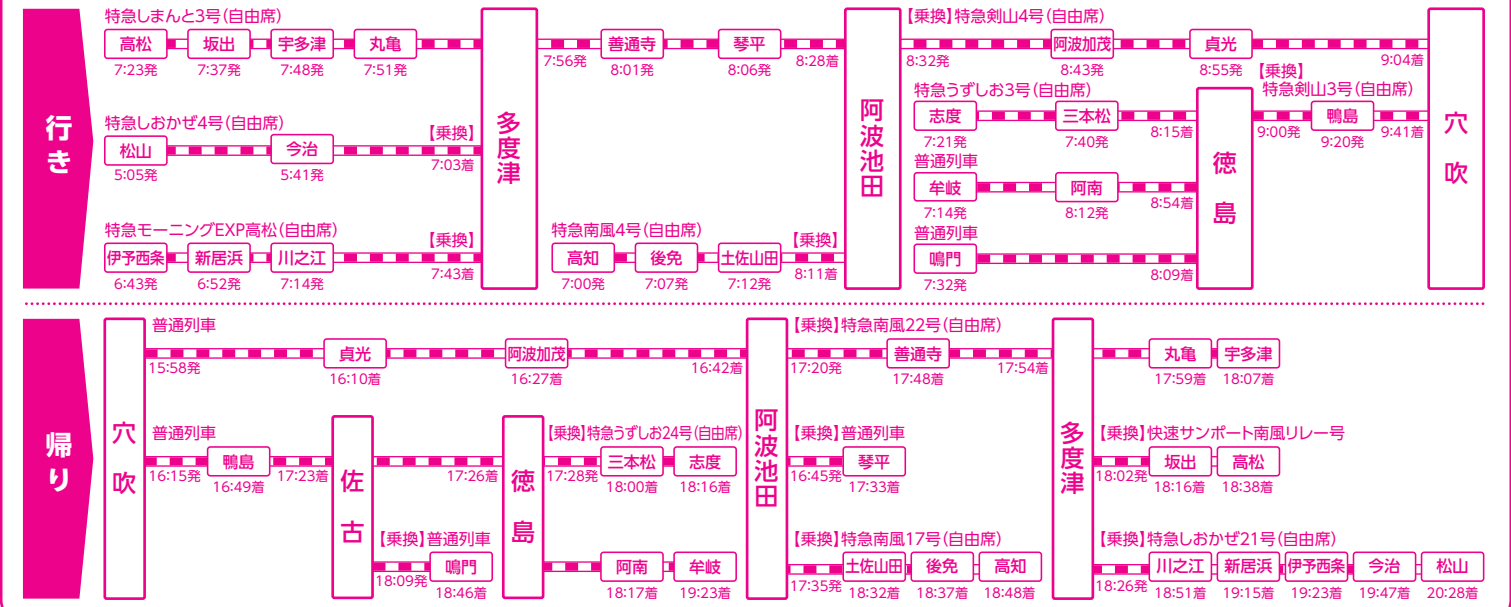 行き
特急しまんと3号(自由席)
高松 坂出 宇多津 丸亀
7:23発 7:37発 7:48発 7:51発
特急しおかぜ4号(自由席)
松山 今治 【乗換】
5:05発 5:41発 7:03着
特急モーニングEXP高松(自由席)
伊予西条 新居浜 川之江 【乗換】
6:43発 6:52発 7:14発 7:43着
多度津
善通寺 琴平
7:56発 8:01発 8:06発 8:28着
特急南風4号(自由席)
高知 後免 土佐山田 【乗換】
7:00発 7:07発 7:12発 8:11着
阿波池田
【乗換】特急剣山4号(自由席)
阿波加茂 貞光
8:32発 8:43発 8:55発 9:04着
特急うずしお3号(自由席)
志度 三本松
7:21発 7:40発 8:15着
普通列車
牟岐 阿南
7:14発 8:12発 8:54着
普通列車
鳴門
7:32発 8:09着
徳島
【乗換】
特急剣山3号(自由席)
鴨島
9:00発 9:20発 9:41着
穴吹
帰り
穴吹
普通列車
貞光 阿波加茂
15:58発 16:10着 16:27着 16:42着
普通列車
鴨島
16:15発 16:49着 17:23着
佐古
17:26着
【乗換】普通列車
鳴門
18:09発 18:46着
徳島
【乗換】特急うずしお24号(自由席)
三本松 志度
17:28発 18:00着 18:16着
阿南 牟岐
18:17着 19:23着
阿波池田
【乗換】特急南風22号(自由席)
善通寺
17:20発 17:48着 17:54着
【乗換】普通列車
琴平
16:45発 17:33着
【乗換】特急南風17号(自由席)
土佐山田 後免 高知
17:35発 18:32着 18:37着 18:48着
多度津
丸亀 宇多津
17:59着 18:07着
【乗換】快速サンポート南風リレー号
坂出 高松
18:02発 18:16着 18:38着
【乗換】特急しおかぜ21号(自由席)
川之江 新居浜 伊予西条 今治 松山
18:26発 18:51着 19:15着 19:23着 19:47着 20:28着